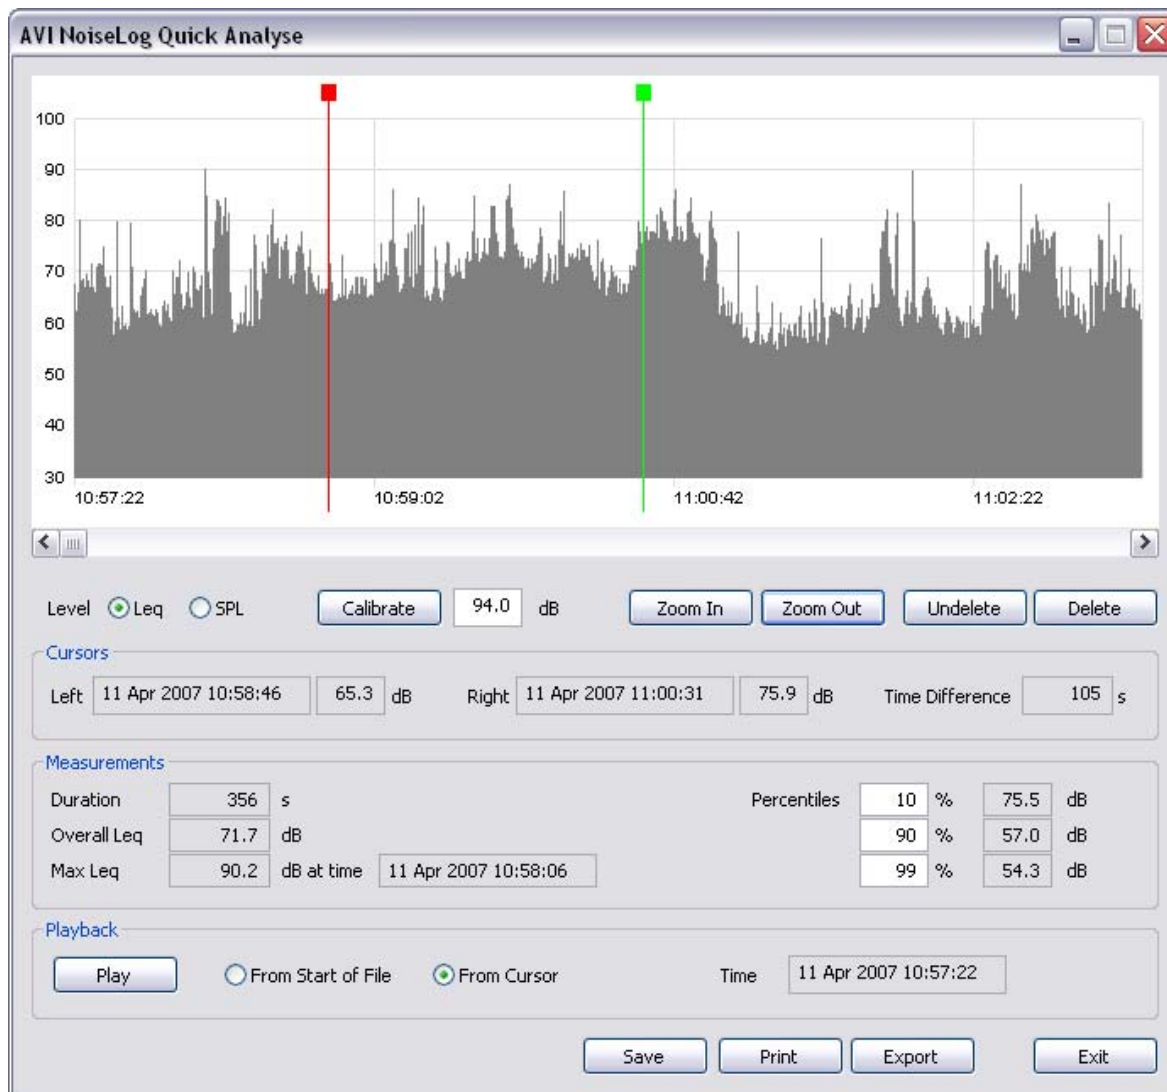 AVI NoiseLog Quick Analyse
100
90
80
70
60
50
40
30
10:57:22 10:59:02 11:00:42 11:02:22
Level Leq SPL Calibrate 94.0 dB Zoom In Zoom Out Undelete Delete
Cursors
Left 11 Apr 2007 10:58:46 65.3 dB Right 11 Apr 2007 11:00:31 75.9 dB Time Difference 105 s
Measurements
Duration 356 s Percentiles 10 % 75.5 dB
Overall Leq 71.7 dB 90 % 57.0 dB
Max Leq 90.2 dB at time 11 Apr 2007 10:58:06 99 % 54.3 dB
Playback
Play From Start of File From Cursor Time 11 Apr 2007 10:57:22
Save Print Export Exit